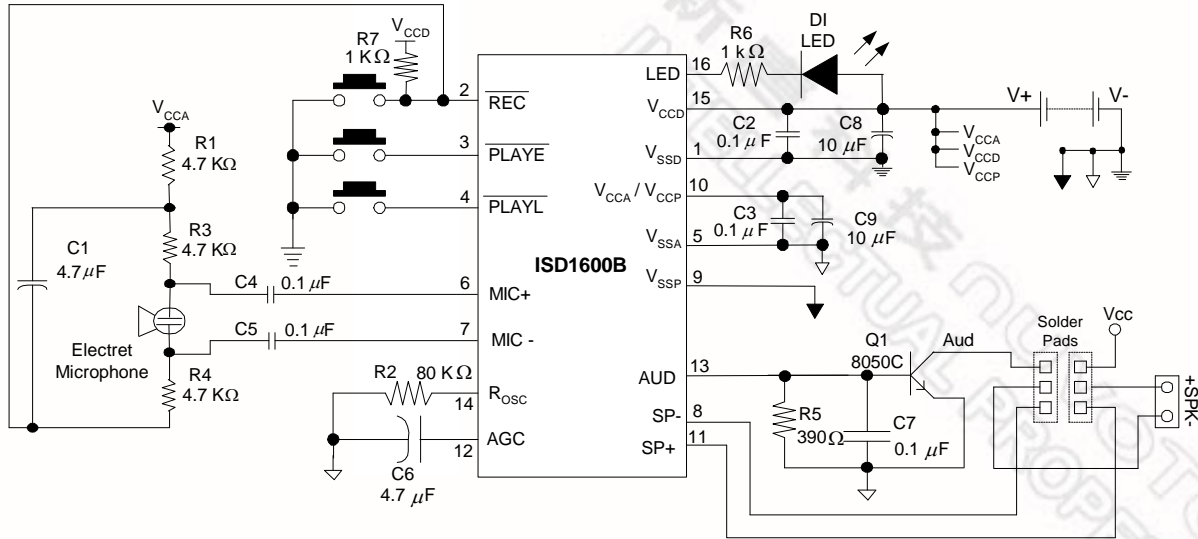 R7
1 KΩ
VCCD
2
REC
3
PLAYE
4
PLAYL
VCCA
R1
4.7 KΩ
R3
4.7 KΩ
C1
4.7 μF
C4
0.1 μF
6
MIC+
C5
0.1 μF
7
MIC -
Electret
Microphone
R4
4.7 KΩ
R2
80 KΩ
14
ROSC
12
AGC
C6
4.7 μF
ISD1600B
LED
16
R6
1 kΩ
DI
LED
VCCD
15
C2
0.1 μF
C8
10 μF
VSSD
1
V+
V-
VCCA
VCCD
VCCP
VCCA / VCCP
10
C3
0.1 μF
C9
10 μF
VSSA
5
VSSP
9
AUD
13
Q1
8050C
Aud
Solder
Pads
Vcc
+SPK-
SP-
8
SP+
11
R5
390Ω
C7
0.1 μF